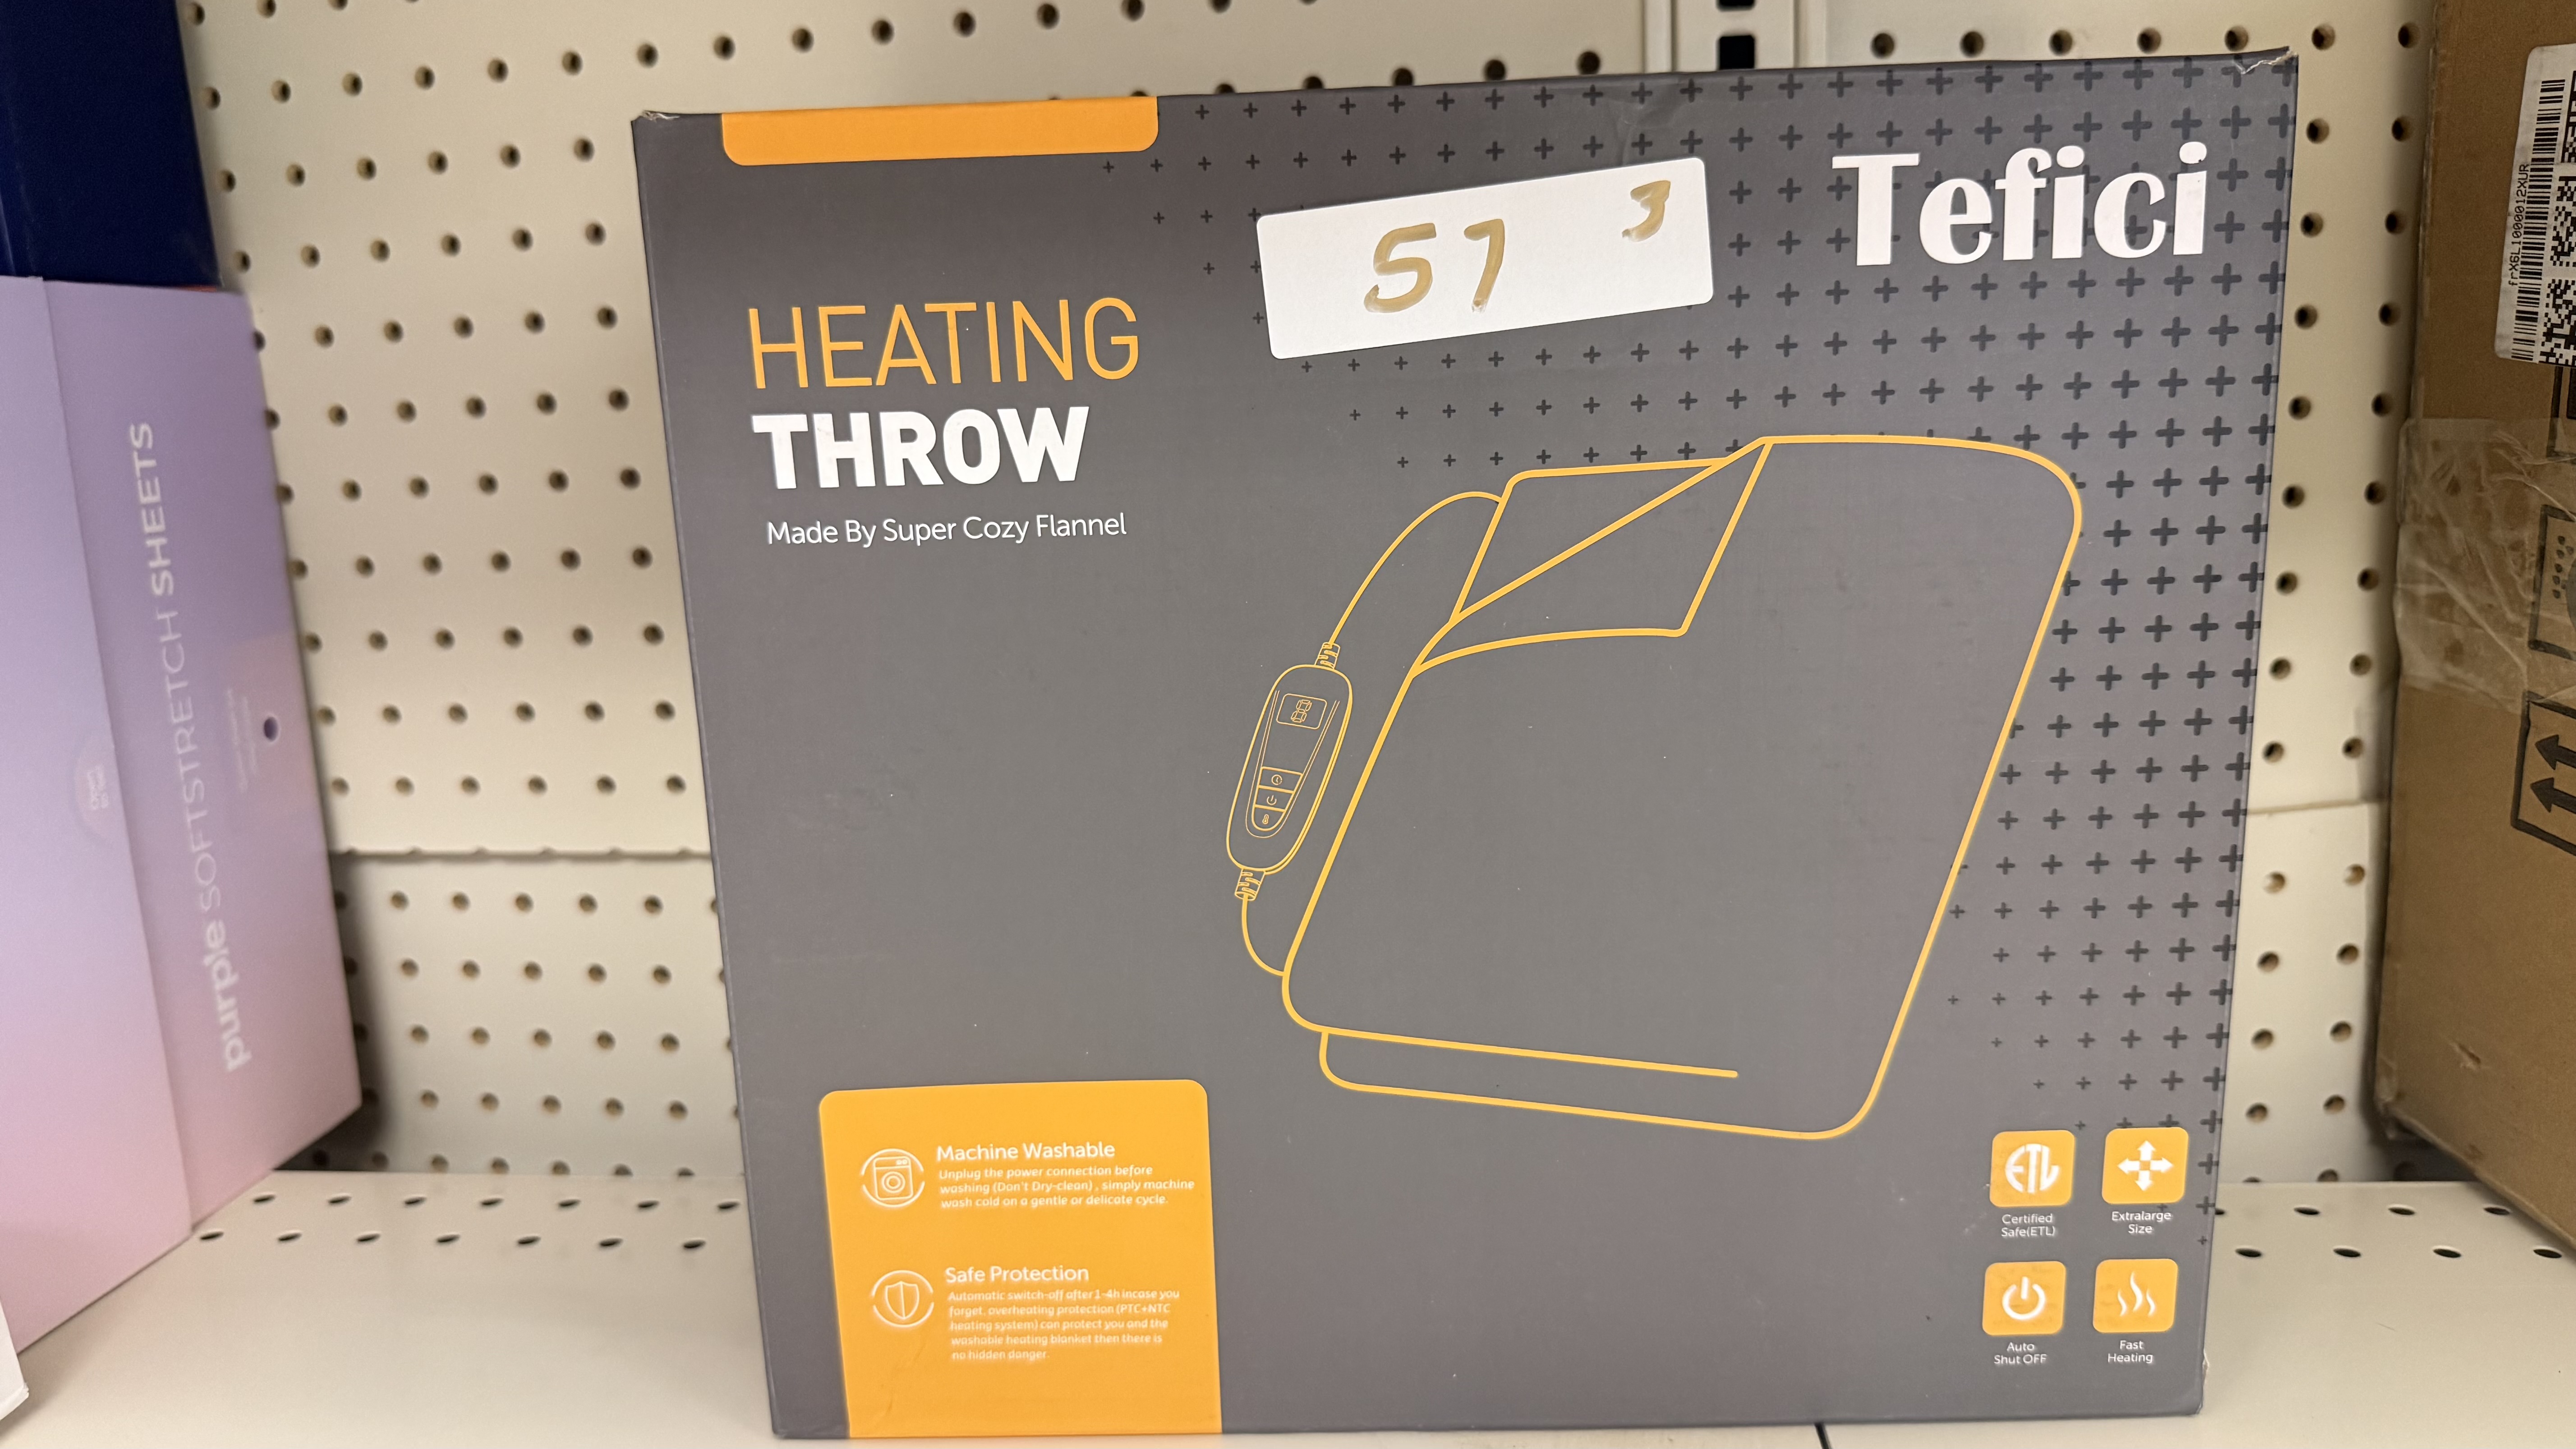 Tefici
57 3
HEATING
THROW
Made By Super Cozy Flannel
8
Machine Washable
Unplug the power connection before
washing (Don't Dry-clean) , simply machine
wash cold on a gentle or delicate cycle.
Safe Protection
Automatic switch-off after 1-4h incase you
forget. overheating protection (PTC+NTC
heating system) can protect you and the
washable heating blanket then there is
no hidden danger.
ETL
Certified
Safe(ETL)
Extralarge
Size
Auto
Shut OFF
Fast
Heating
purple SOFTSTRETCH SHEETS